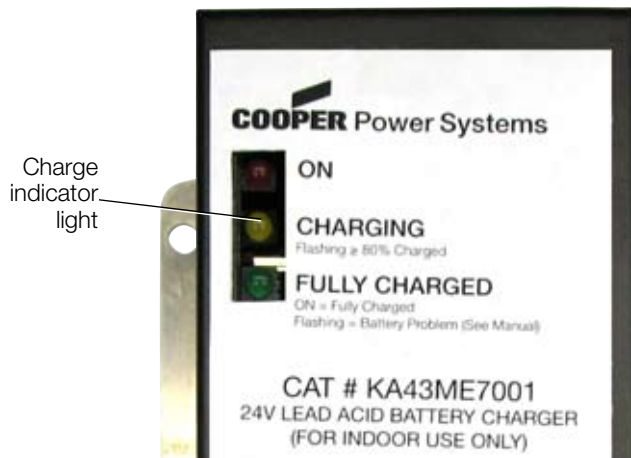 COOPER Power Systems
Charge
indicator
light
ON
CHARGING
Flashing ≥ 80% Charged
FULLY CHARGED
ON = Fully Charged
Flashing = Battery Problem (See Manual)
CAT # KA43ME7001
24V LEAD ACID BATTERY CHARGER
(FOR INDOOR USE ONLY)